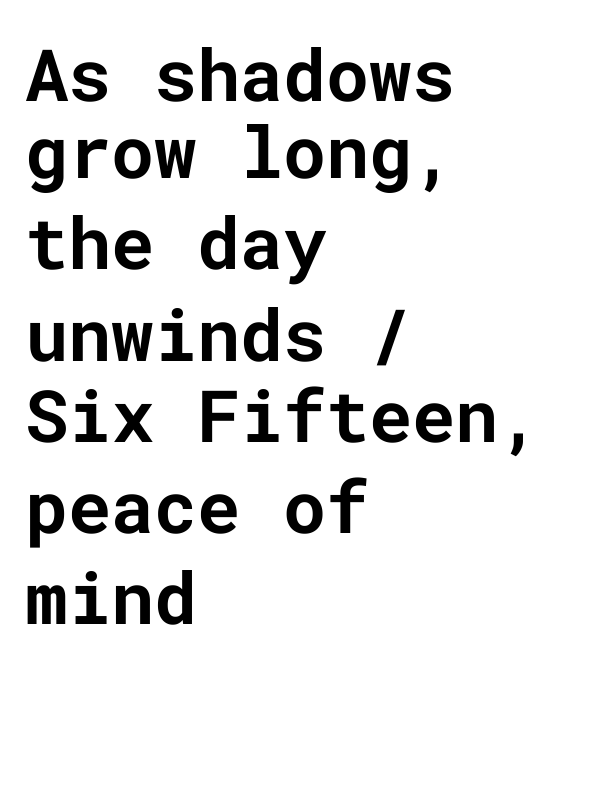 As shadows
grow long,
the day
unwinds /
Six Fifteen,
peace of
mind